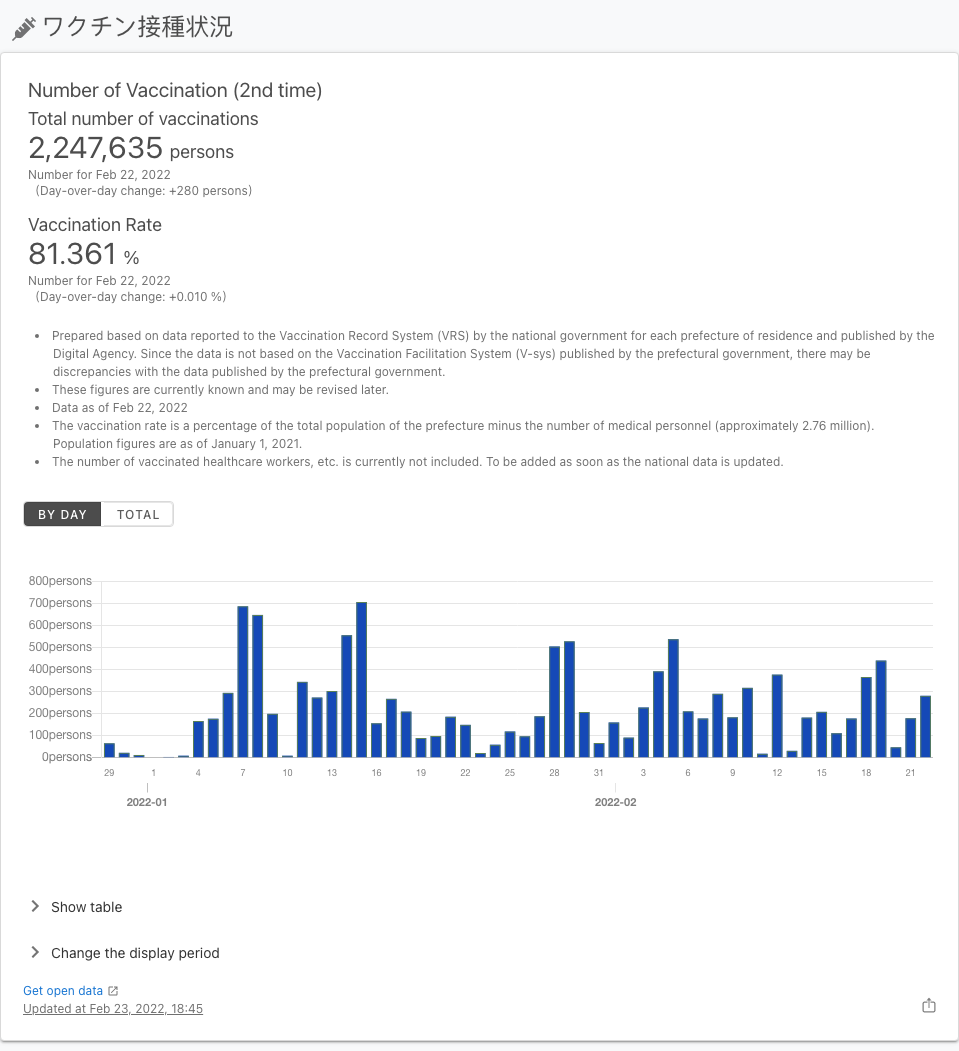 ワクチン接種状況
Number of Vaccination (2nd time)
Total number of vaccinations
2,247,635 persons
Number for Feb 22, 2022
(Day-over-day change: +280 persons)
Vaccination Rate
81.361 %
Number for Feb 22, 2022
(Day-over-day change: +0.010 %)
• Prepared based on data reported to the Vaccination Record System (VRS) by the national government for each prefecture of residence and published by the
Digital Agency. Since the data is not based on the Vaccination Facilitation System (V-sys) published by the prefectural government, there may be
discrepancies with the data published by the prefectural government.
• These figures are currently known and may be revised later.
• Data as of Feb 22, 2022
• The vaccination rate is a percentage of the total population of the prefecture minus the number of medical personnel (approximately 2.76 million).
Population figures are as of January 1, 2021.
• The number of vaccinated healthcare workers, etc. is currently not included. To be added as soon as the national data is updated.
BY DAY TOTAL
800persons
700persons
600persons
500persons
400persons
300persons
200persons
100persons
0persons
29 1 4 7 10 13 16 19 22 25 28 31 3 6 9 12 15 18 21
2022-01 2022-02
Show table
Change the display period
Get open data
Updated at Feb 23, 2022, 18:45